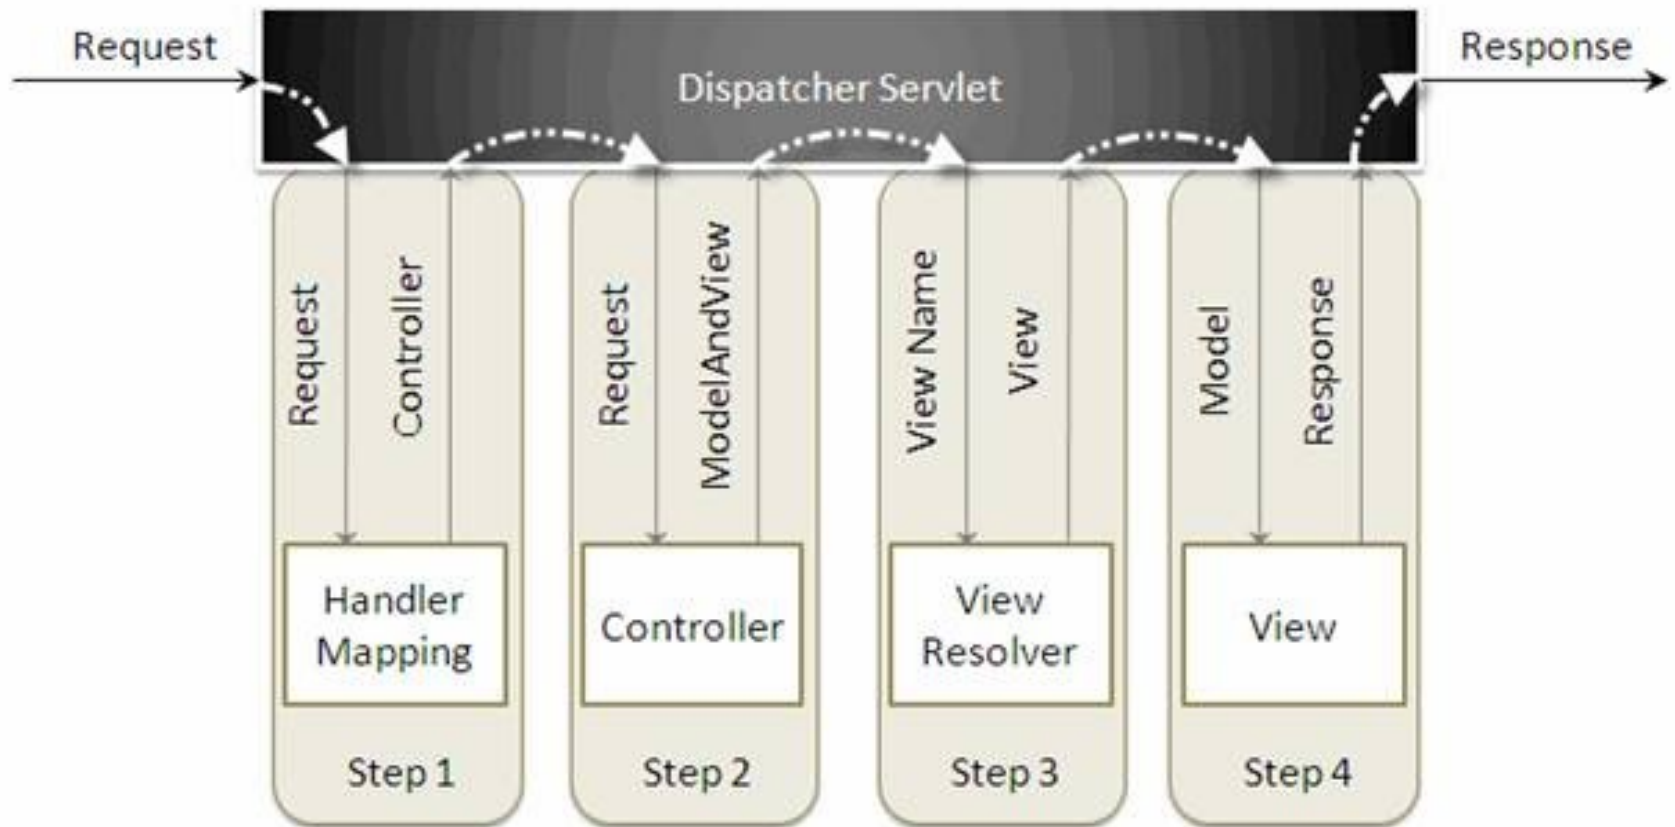 Request
Dispatcher Servlet
Response
Request
Controller
Handler
Mapping
Step 1
Request
ModelAndView
Controller
Step 2
View Name
View
View
Resolver
Step 3
Model
Response
View
Step 4